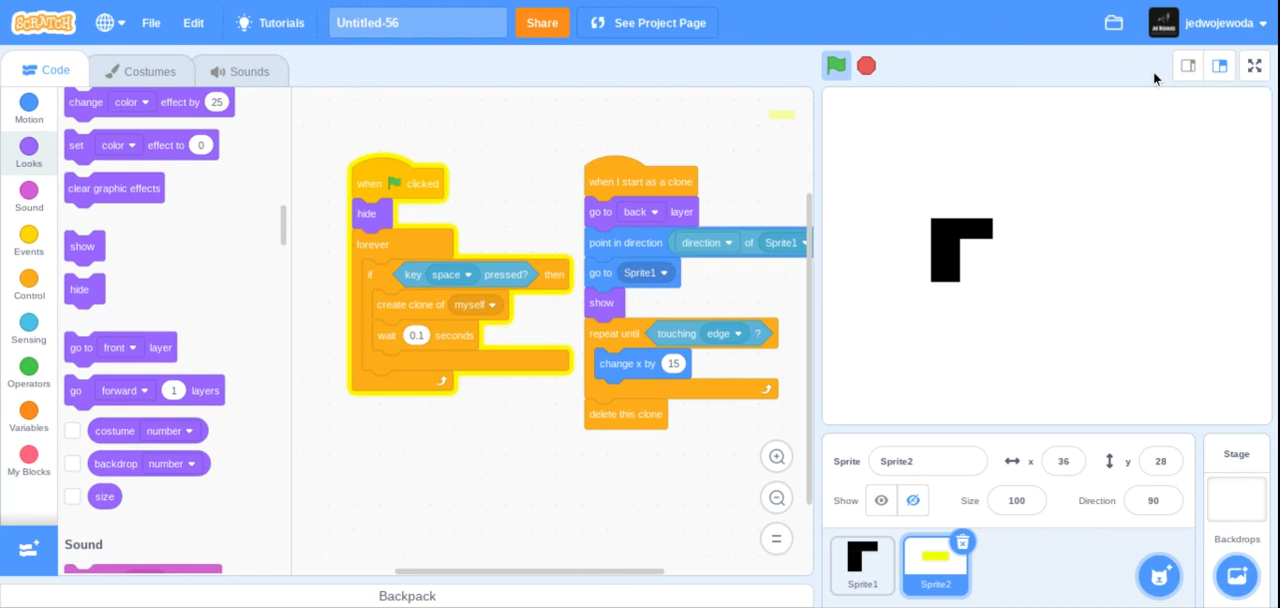 SCRATCH File Edit Tutorials Untitled-56 Share See Project Page jedwojewoda
Code Costumes Sounds
Motion
Looks
Sound
Events
Control
Sensing
Operators
Variables
My Blocks
change color effect by 25
set color effect to 0
clear graphic effects
show
hide
go to front layer
go forward 1 layers
costume number
backdrop number
size
Sound
when clicked
hide
forever
if key space pressed? then
create clone of myself
wait 0.1 seconds
when I start as a clone
go to back layer
point in direction direction of Sprite1
go to Sprite1
show
repeat until touching edge ?
change x by 15
delete this clone
Backpack
Sprite Sprite2 x 36 y 28
Show Size 100 Direction 90
Sprite1
Sprite2
Stage
Backdrops